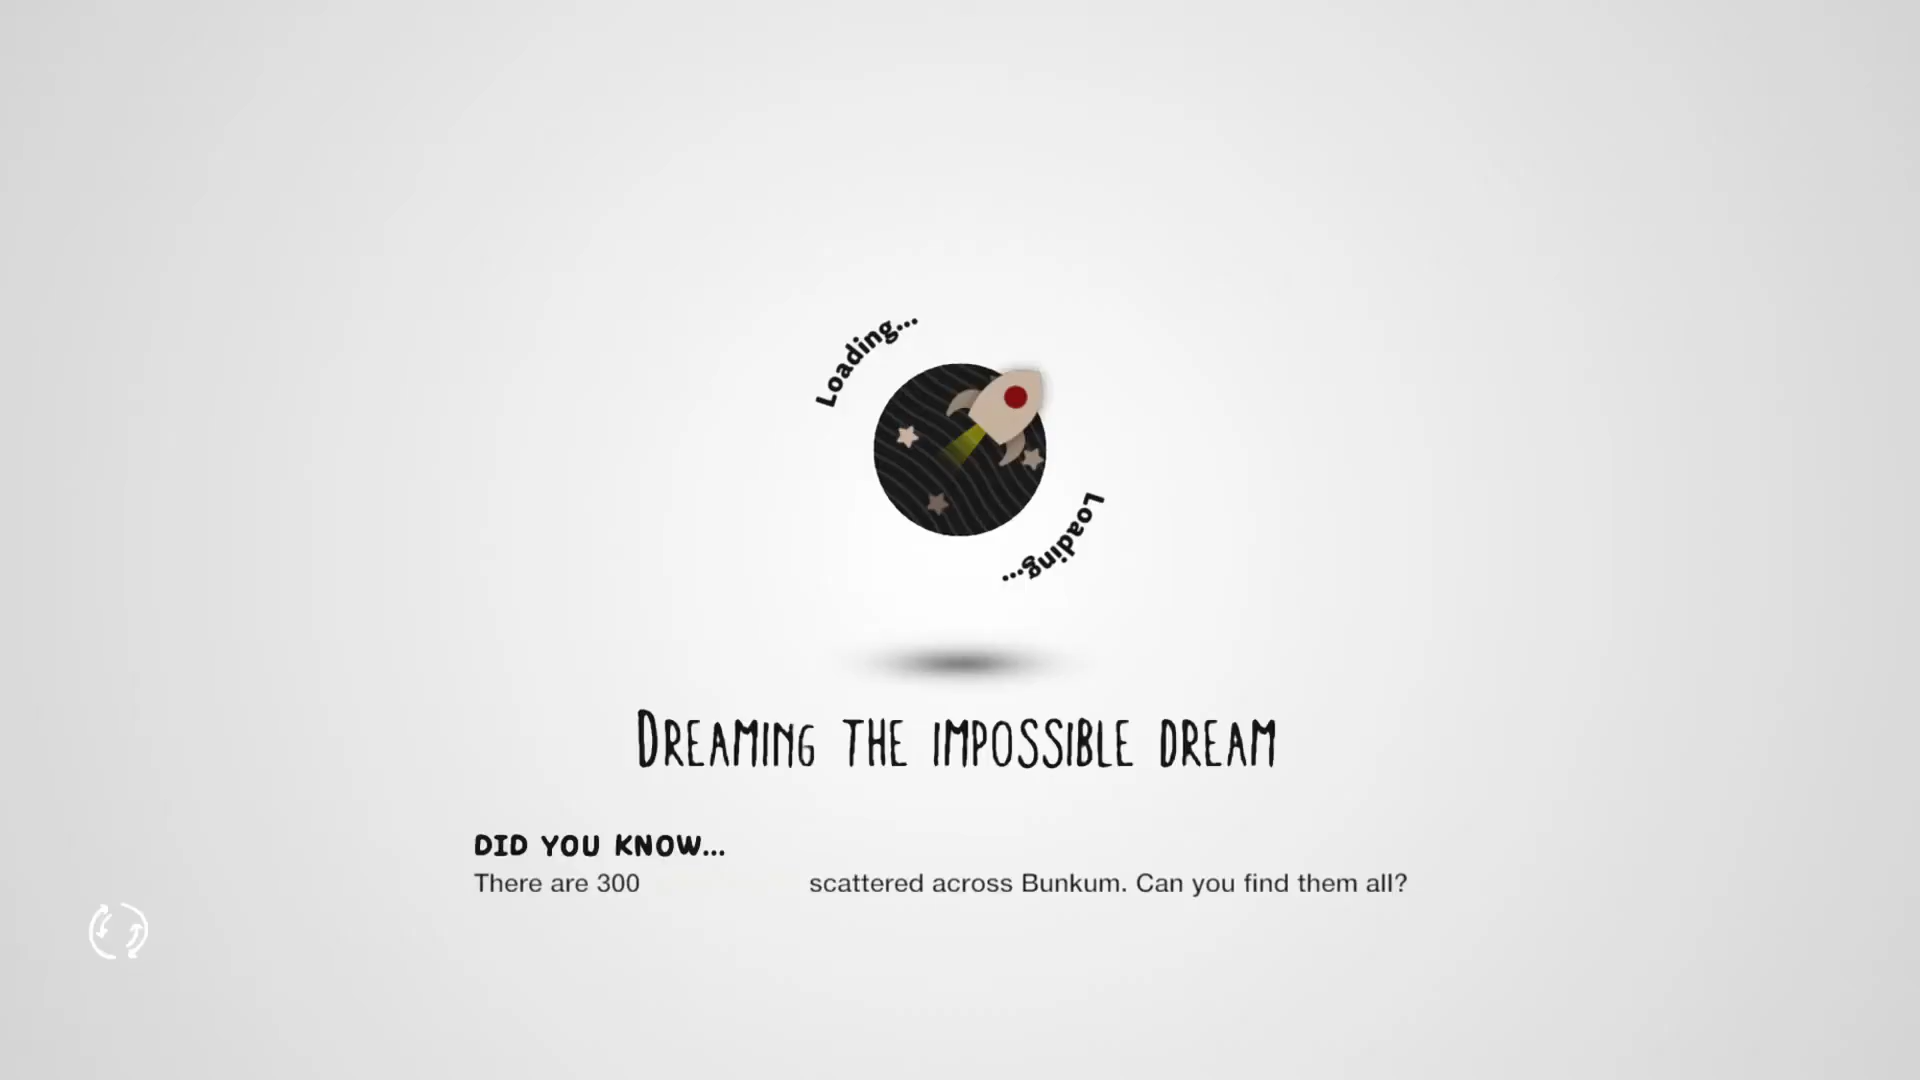 Loading...
Loading...
Dreaming the impossible dream
DID YOU KNOW...
There are 300 scattered across Bunkum. Can you find them all?